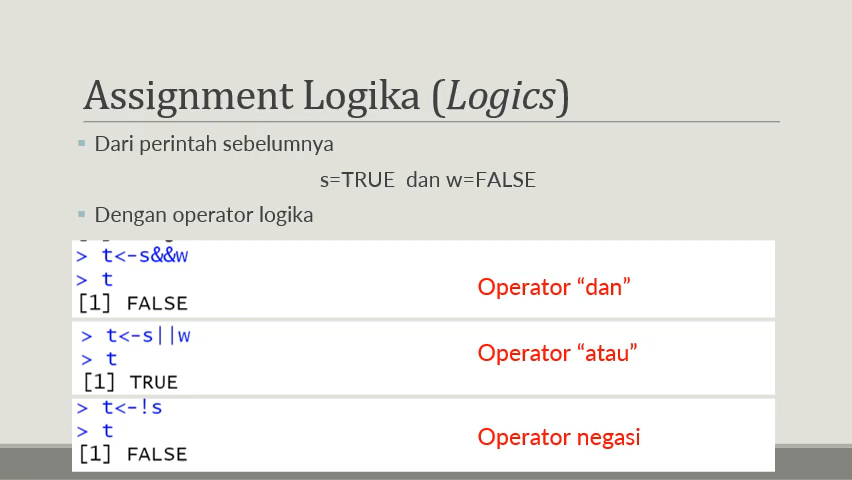 Assignment Logika (Logics)
▪ Dari perintah sebelumnya
s=TRUE dan w=FALSE
▪ Dengan operator logika
> t<-s&&w
> t
[1] FALSE
Operator “dan”
> t<-s||w
> t
[1] TRUE
Operator “atau”
> t<-!s
> t
[1] FALSE
Operator negasi